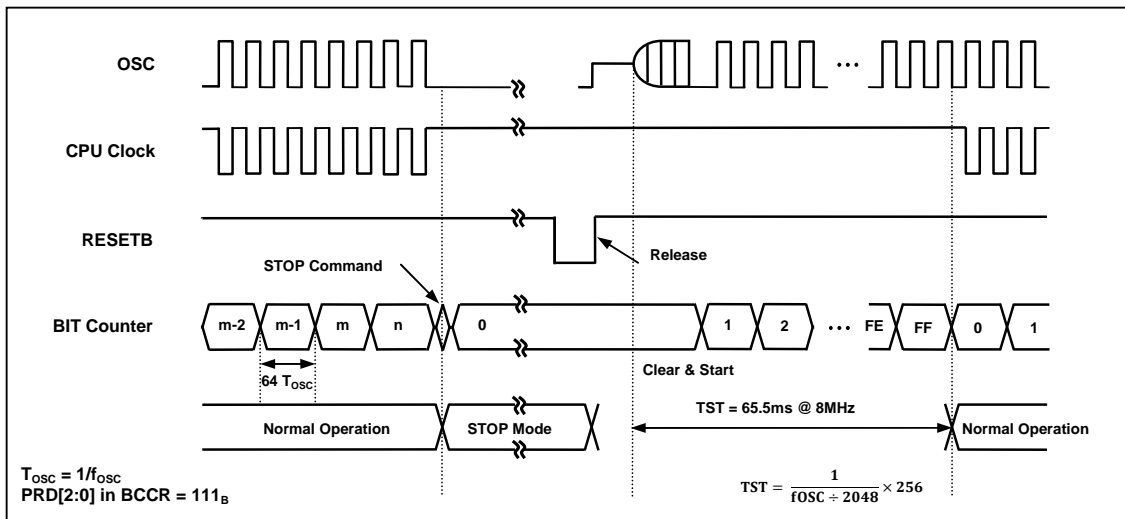 OSC
...
CPU Clock
RESETB
Release
STOP Command
BIT Counter
m-2 m-1 m n 0 1 2 ... FE FF 0 1
64 TOSC
Clear & Start
TST = 65.5ms @ 8MHz
Normal Operation STOP Mode Normal Operation
TOSC = 1/fOSC
PRD[2:0] in BCCR = 111B
TST = 1 / (fOSC ÷ 2048) × 256